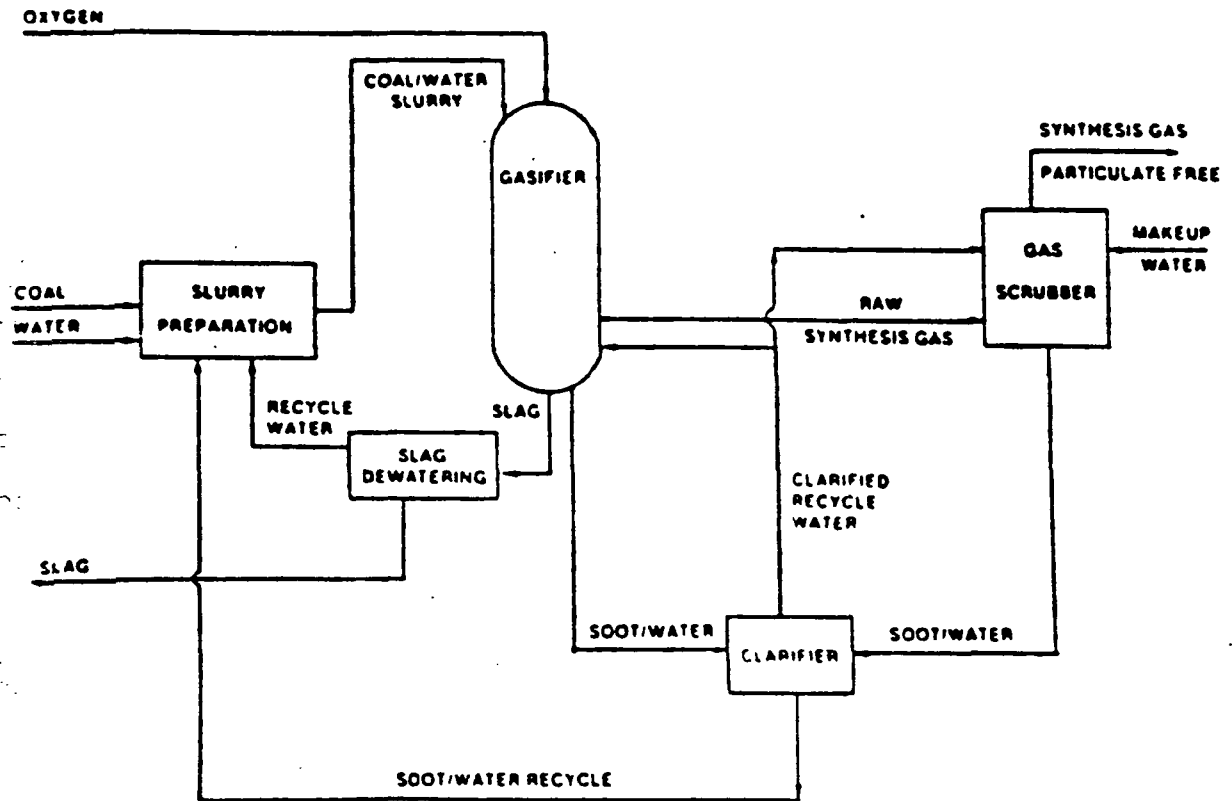 OXYGEN
COAL/WATER
SLURRY
GASIFIER
SYNTHESIS GAS
PARTICULATE FREE
GAS
SCRUBBER
MAKEUP
WATER
COAL
WATER
SLURRY
PREPARATION
RAW
SYNTHESIS GAS
RECYCLE
WATER
SLAG
SLAG
DEWATERING
CLARIFIED
RECYCLE
WATER
SLAG
SOOT/WATER
CLARIFIER
SOOT/WATER
SOOT/WATER RECYCLE